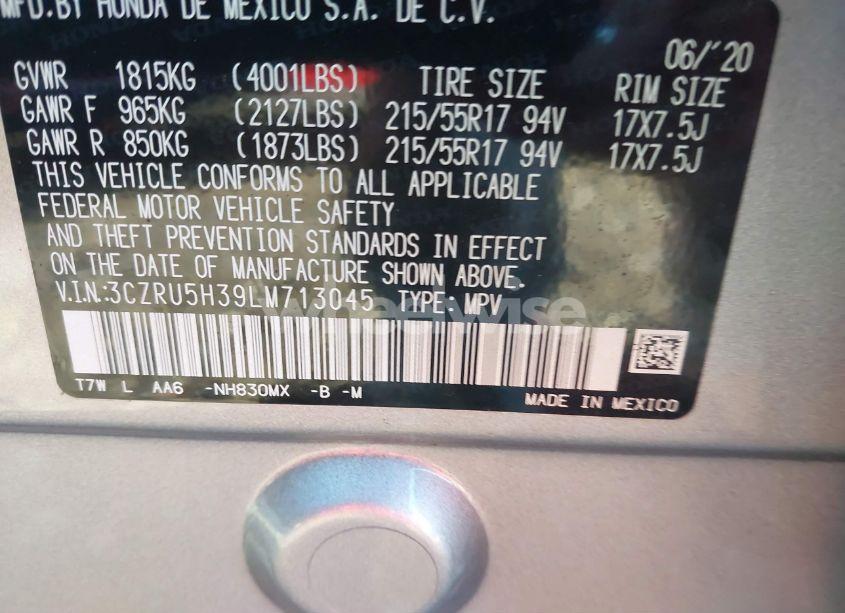 MFD.BY HONDA DE MEXICO S.A. DE C.V.
06/'20
GVWR 1815KG (4001LBS) TIRE SIZE RIM SIZE
GAWR F 965KG (2127LBS) 215/55R17 94V 17X7.5J
GAWR R 850KG (1873LBS) 215/55R17 94V 17X7.5J
THIS VEHICLE CONFORMS TO ALL APPLICABLE
FEDERAL MOTOR VEHICLE SAFETY
AND THEFT PREVENTION STANDARDS IN EFFECT
ON THE DATE OF MANUFACTURE SHOWN ABOVE.
V.I.N.:3CZRU5H39LM713045 TYPE: MPV
wheelwise
T7W L AA6 -NH830MX -B -M
MADE IN MEXICO